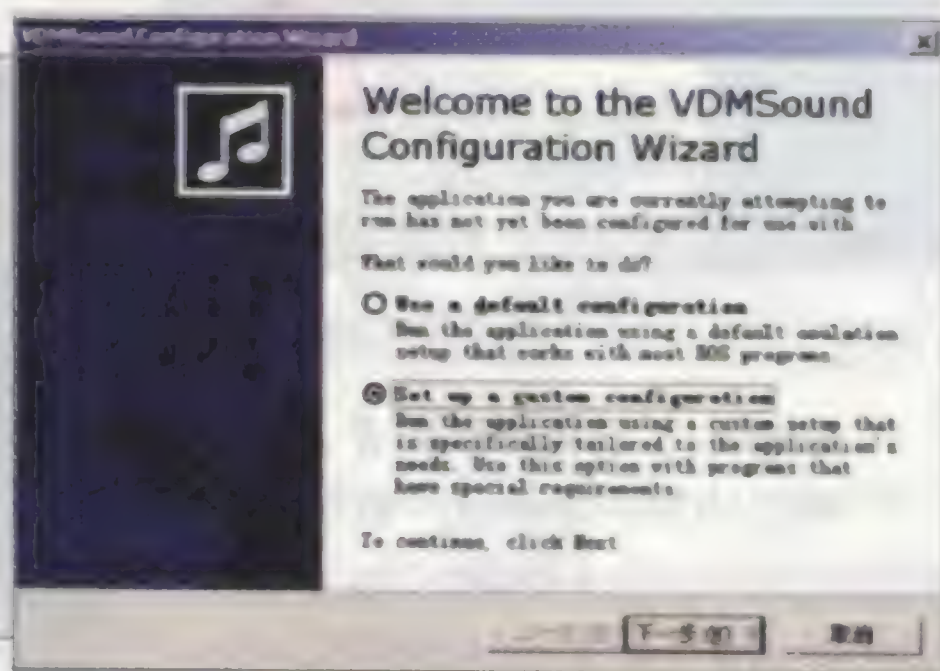 VDMSound Configuration Wizard
Welcome to the VDMSound
Configuration Wizard
The application you are currently attempting to
run has not yet been configured for use with
What would you like to do?
Use a default configuration
Run the application using a default emulation
setup that works with most DOS programs
Set up a custom configuration
Run the application using a custom setup that
is specifically tailored to the application's
needs. Use this option with programs that
have special requirements
To continue, click Next
下一步(N)
取消